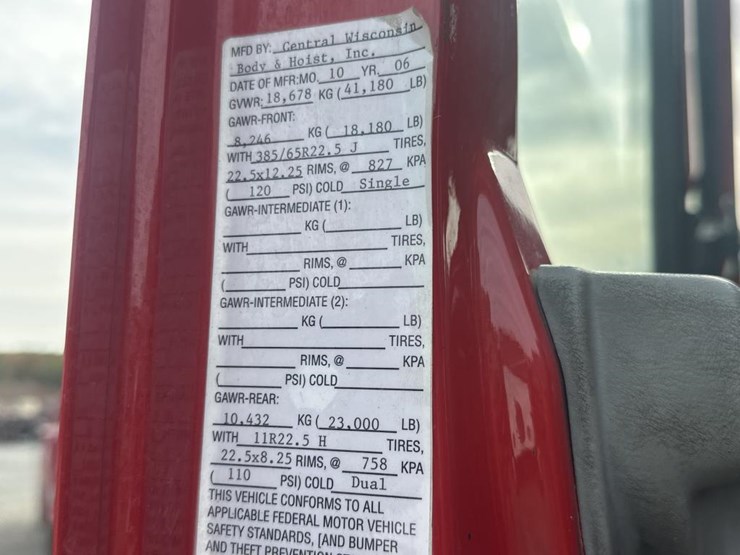 MFD BY: Central Wisconsin
Body & Hoist, Inc.
DATE OF MFR:MO. 10 YR. 06
GVWR: 18,678 KG (41,180 LB)
GAWR-FRONT:
8,246 KG ( 18,180 LB)
WITH 385/65R22.5 J TIRES,
22.5x12.25 RIMS, @ 827 KPA
( 120 PSI) COLD Single
GAWR-INTERMEDIATE (1):
KG ( LB)
WITH TIRES,
RIMS, @ KPA
( PSI) COLD
GAWR-INTERMEDIATE (2):
KG ( LB)
WITH TIRES,
RIMS, @ KPA
( PSI) COLD
GAWR-REAR:
10,432 KG ( 23,000 LB)
WITH 11R22.5 H TIRES,
22.5x8.25 RIMS, @ 758 KPA
( 110 PSI) COLD Dual
THIS VEHICLE CONFORMS TO ALL
APPLICABLE FEDERAL MOTOR VEHICLE
SAFETY STANDARDS, [AND BUMPER
AND THEFT PREVENTION